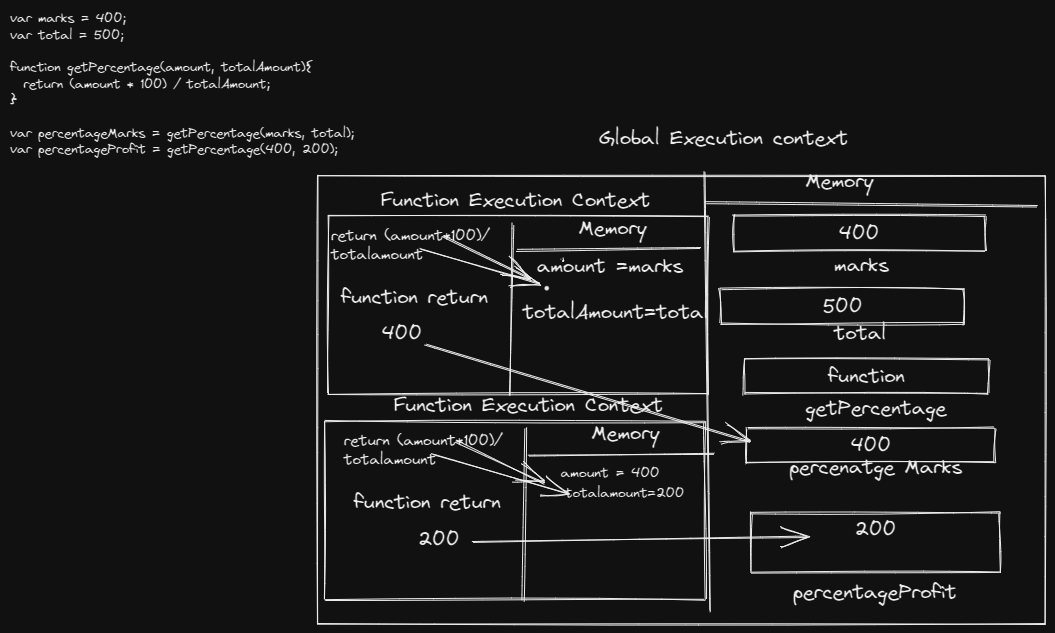 var marks = 400;
var total = 500;
function getPercentage(amount, totalAmount){
return (amount * 100) / totalAmount;
}
var percentageMarks = getPercentage(marks, total);
var percentageProfit = getPercentage(400, 200);
Global Execution context
Function Execution Context
return (amount*100)/
totalamount
function return
400
Memory
amount =marks
totalAmount=tota
Function Execution Context
return (amount*100)/
totalamount
function return
200
Memory
amount = 400
totalamount=200
Memory
400
marks
500
total
function
getPercentage
400
percenatge Marks
200
percentageProfit